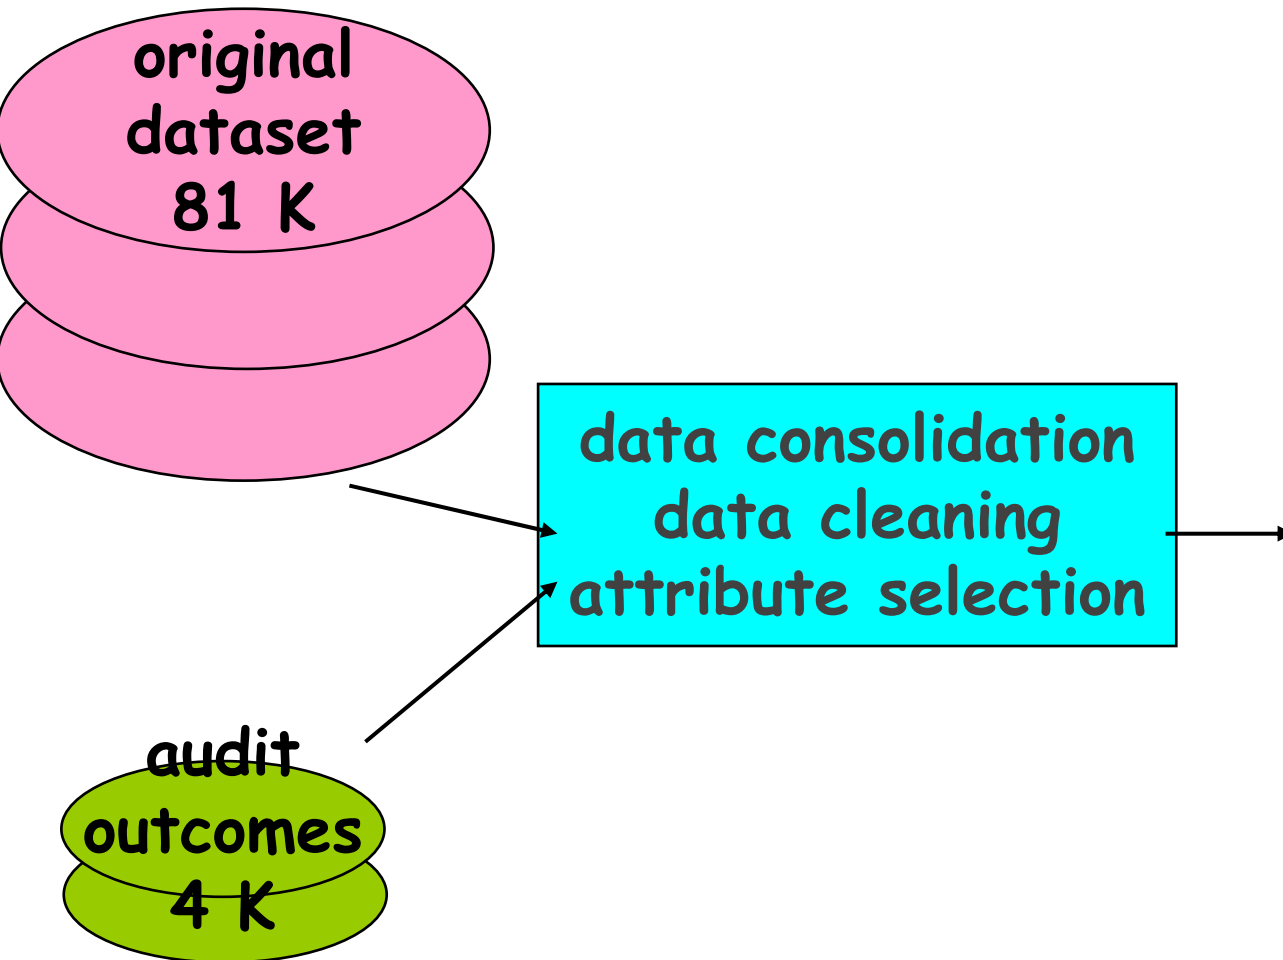 original
dataset
81 K
data consolidation
data cleaning
attribute selection
audit
outcomes
4 K